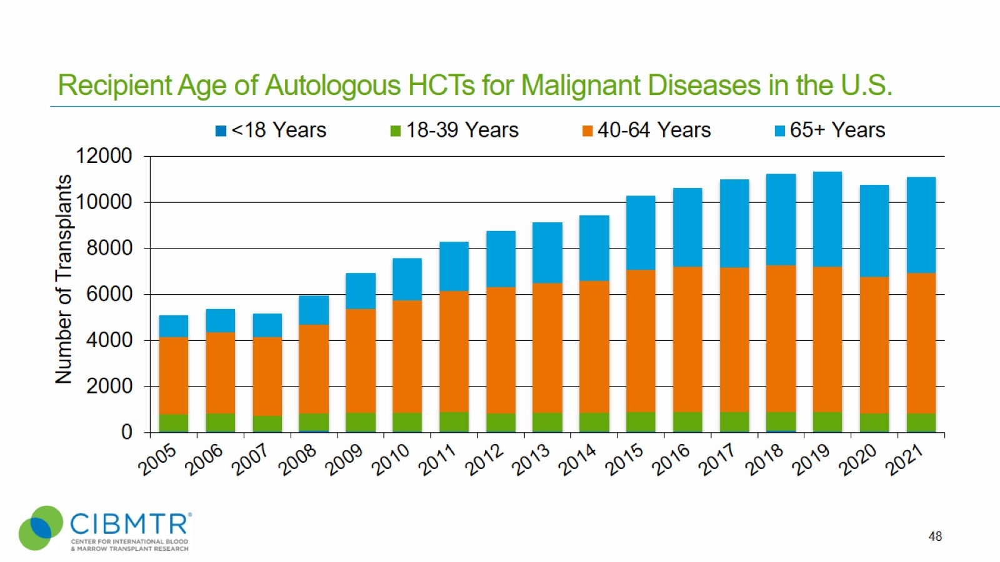 Recipient Age of Autologous HCTs for Malignant Diseases in the U.S.
<18 Years 18-39 Years 40-64 Years 65+ Years
Number of Transplants
12000
10000
8000
6000
4000
2000
0
2005 2006 2007 2008 2009 2010 2011 2012 2013 2014 2015 2016 2017 2018 2019 2020 2021
CIBMTR®
CENTER FOR INTERNATIONAL BLOOD
& MARROW TRANSPLANT RESEARCH
48